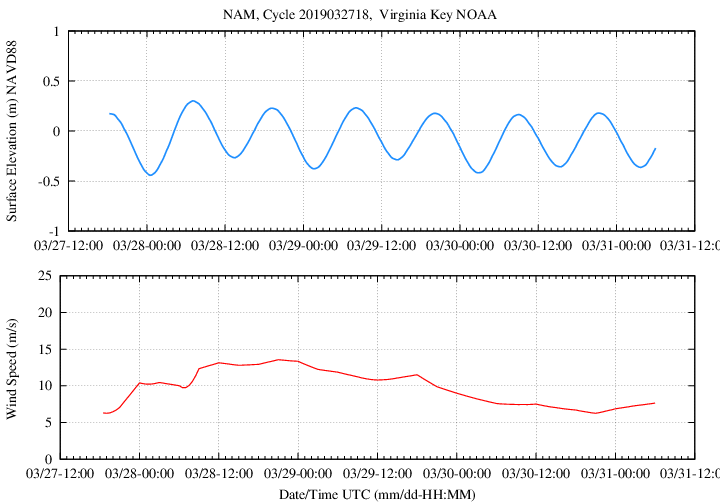 NAM, Cycle 2019032718,  Virginia Key NOAA
Surface Elevation (m) NAVD88
1
0.5
0
-0.5
-1
03/27-12:00 03/28-00:00 03/28-12:00 03/29-00:00 03/29-12:00 03/30-00:00 03/30-12:00 03/31-00:00 03/31-12:0
Wind Speed (m/s)
25
20
15
10
5
0
03/27-12:00 03/28-00:00 03/28-12:00 03/29-00:00 03/29-12:00 03/30-00:00 03/30-12:00 03/31-00:00 03/31-12:0
Date/Time UTC (mm/dd-HH:MM)